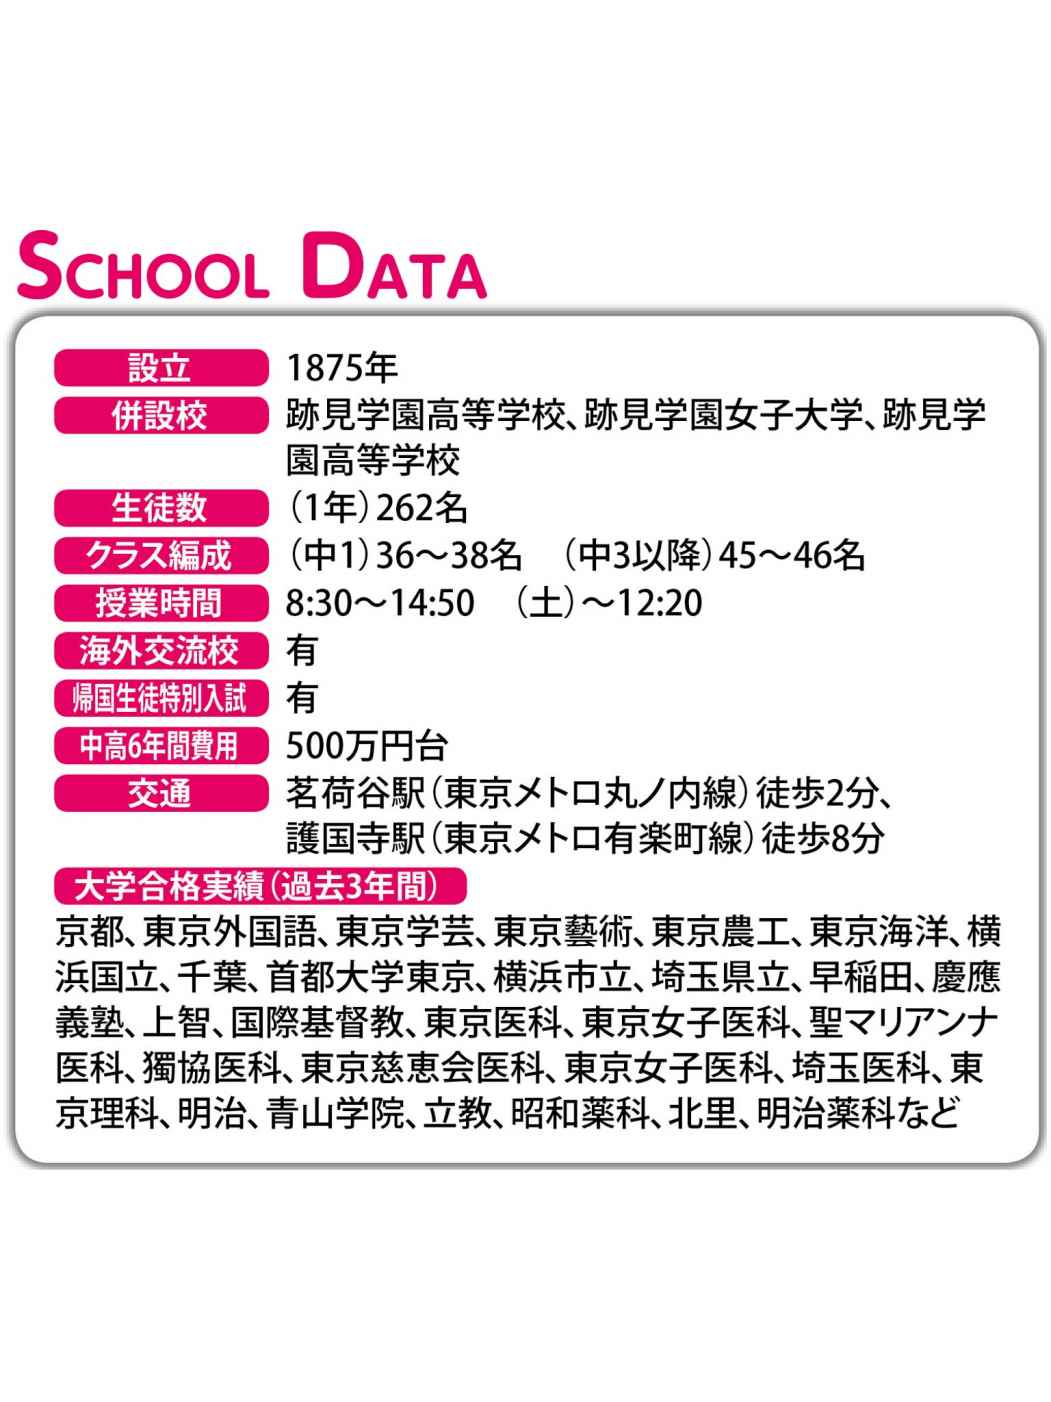 SCHOOL DATA
設立 1875年
併設校 跡見学園高等学校、跡見学園女子大学、跡見学
園高等学校
生徒数 （1年）262名
クラス編成 （中1）36〜38名　（中3以降）45〜46名
授業時間 8:30〜14:50　（土）〜12:20
海外交流校 有
帰国生徒特別入試 有
中高6年間費用 500万円台
交通 茗荷谷駅（東京メトロ丸ノ内線）徒歩2分、
護国寺駅（東京メトロ有楽町線）徒歩8分
大学合格実績（過去3年間）
京都、東京外国語、東京学芸、東京藝術、東京農工、東京海洋、横
浜国立、千葉、首都大学東京、横浜市立、埼玉県立、早稲田、慶應
義塾、上智、国際基督教、東京医科、東京女子医科、聖マリアンナ
医科、獨協医科、東京慈恵会医科、東京女子医科、埼玉医科、東
京理科、明治、青山学院、立教、昭和薬科、北里、明治薬科など